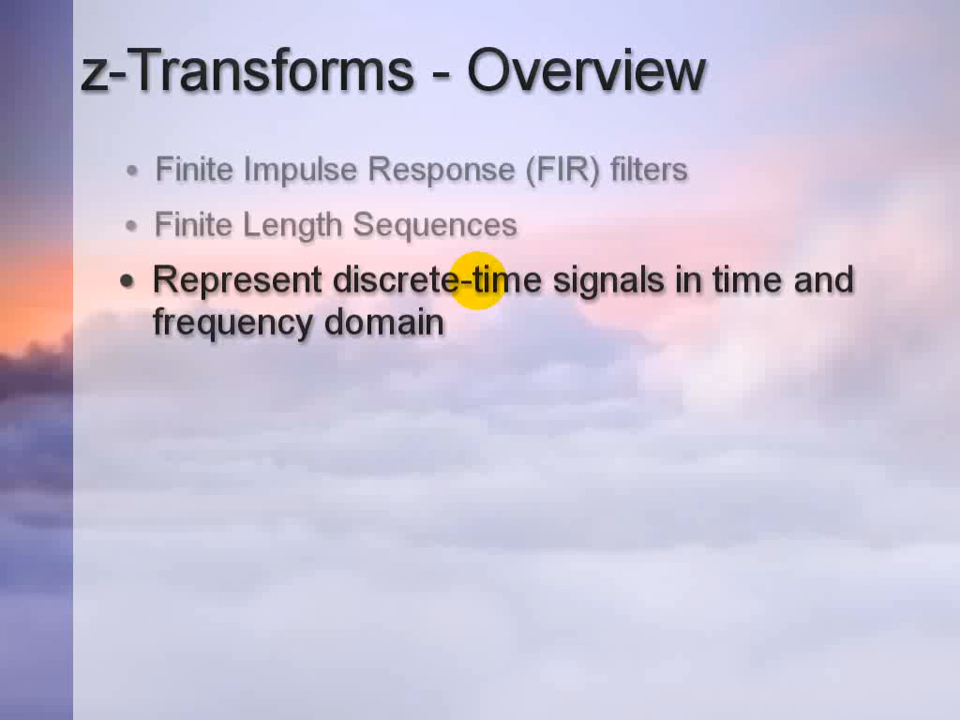 z-Transforms - Overview
• Finite Impulse Response (FIR) filters
• Finite Length Sequences
• Represent discrete-time signals in time and
frequency domain